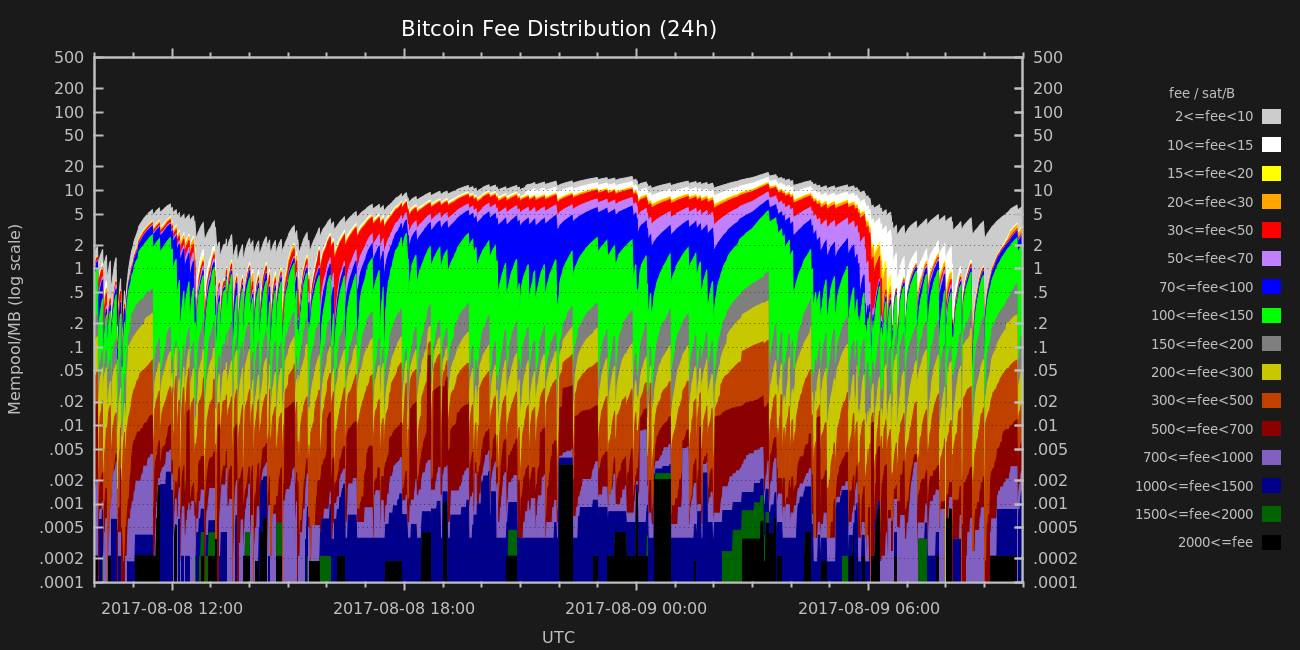 Bitcoin Fee Distribution (24h)
Mempool/MB (log scale)
500
200
100
50
20
10
5
2
1
.5
.2
.1
.05
.02
.01
.005
.002
.001
.0005
.0002
.0001
500
200
100
50
20
10
5
2
1
.5
.2
.1
.05
.02
.01
.005
.002
.001
.0005
.0002
.0001
2017-08-08 12:00
2017-08-08 18:00
2017-08-09 00:00
2017-08-09 06:00
UTC
fee / sat/B
2<=fee<10
10<=fee<15
15<=fee<20
20<=fee<30
30<=fee<50
50<=fee<70
70<=fee<100
100<=fee<150
150<=fee<200
200<=fee<300
300<=fee<500
500<=fee<700
700<=fee<1000
1000<=fee<1500
1500<=fee<2000
2000<=fee